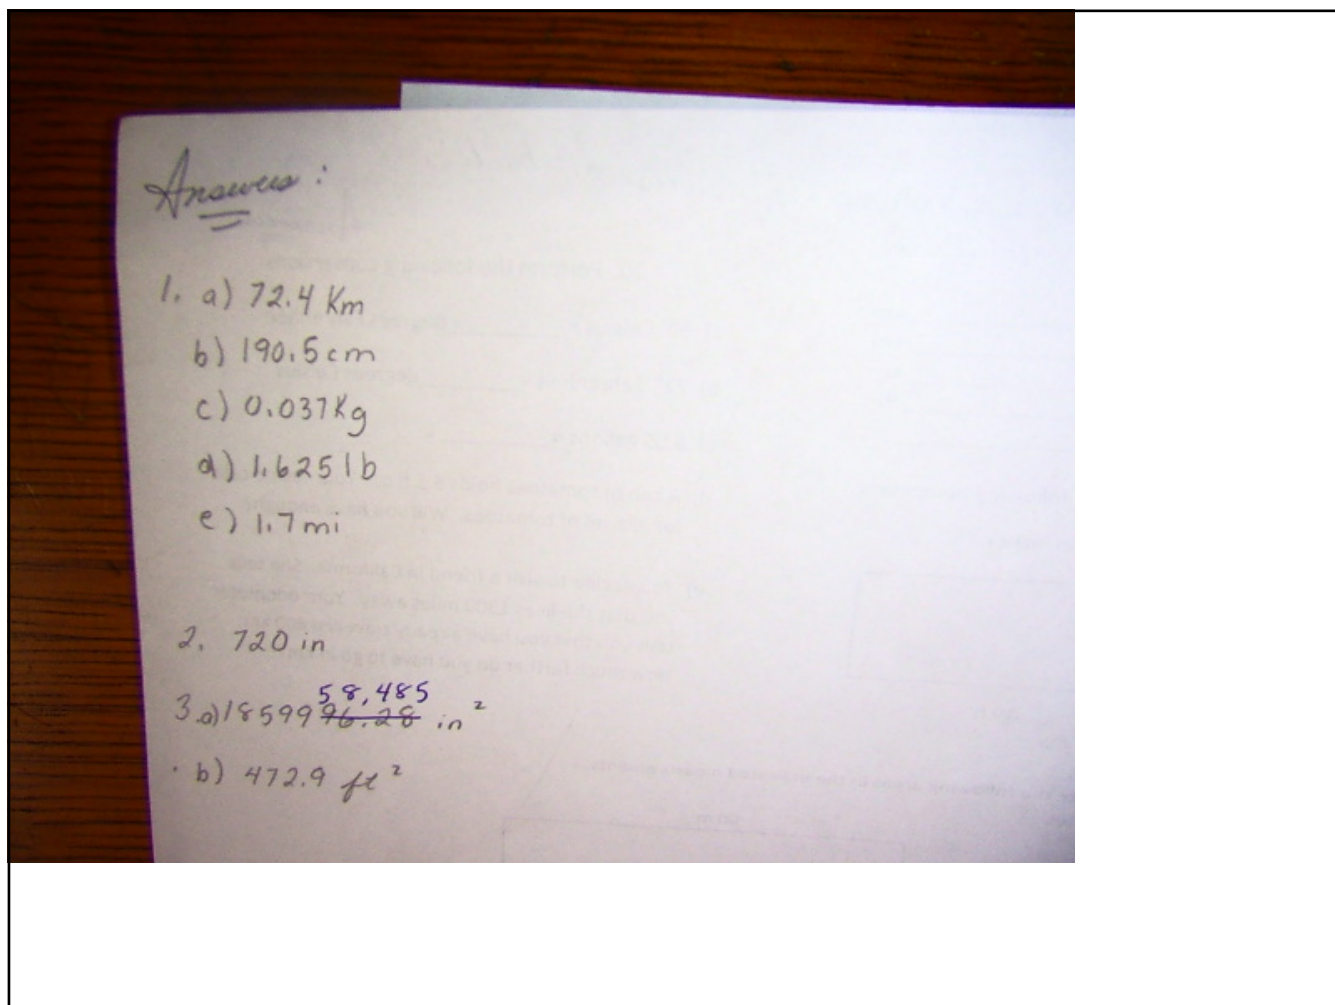 Answers:
1. a) 72.4 Km
b) 190.5 cm
c) 0.037 Kg
d) 1.625 lb
e) 1.7 mi
2. 720 in
58,485
3. a) 1859996.28 in²
b) 472.9 ft²